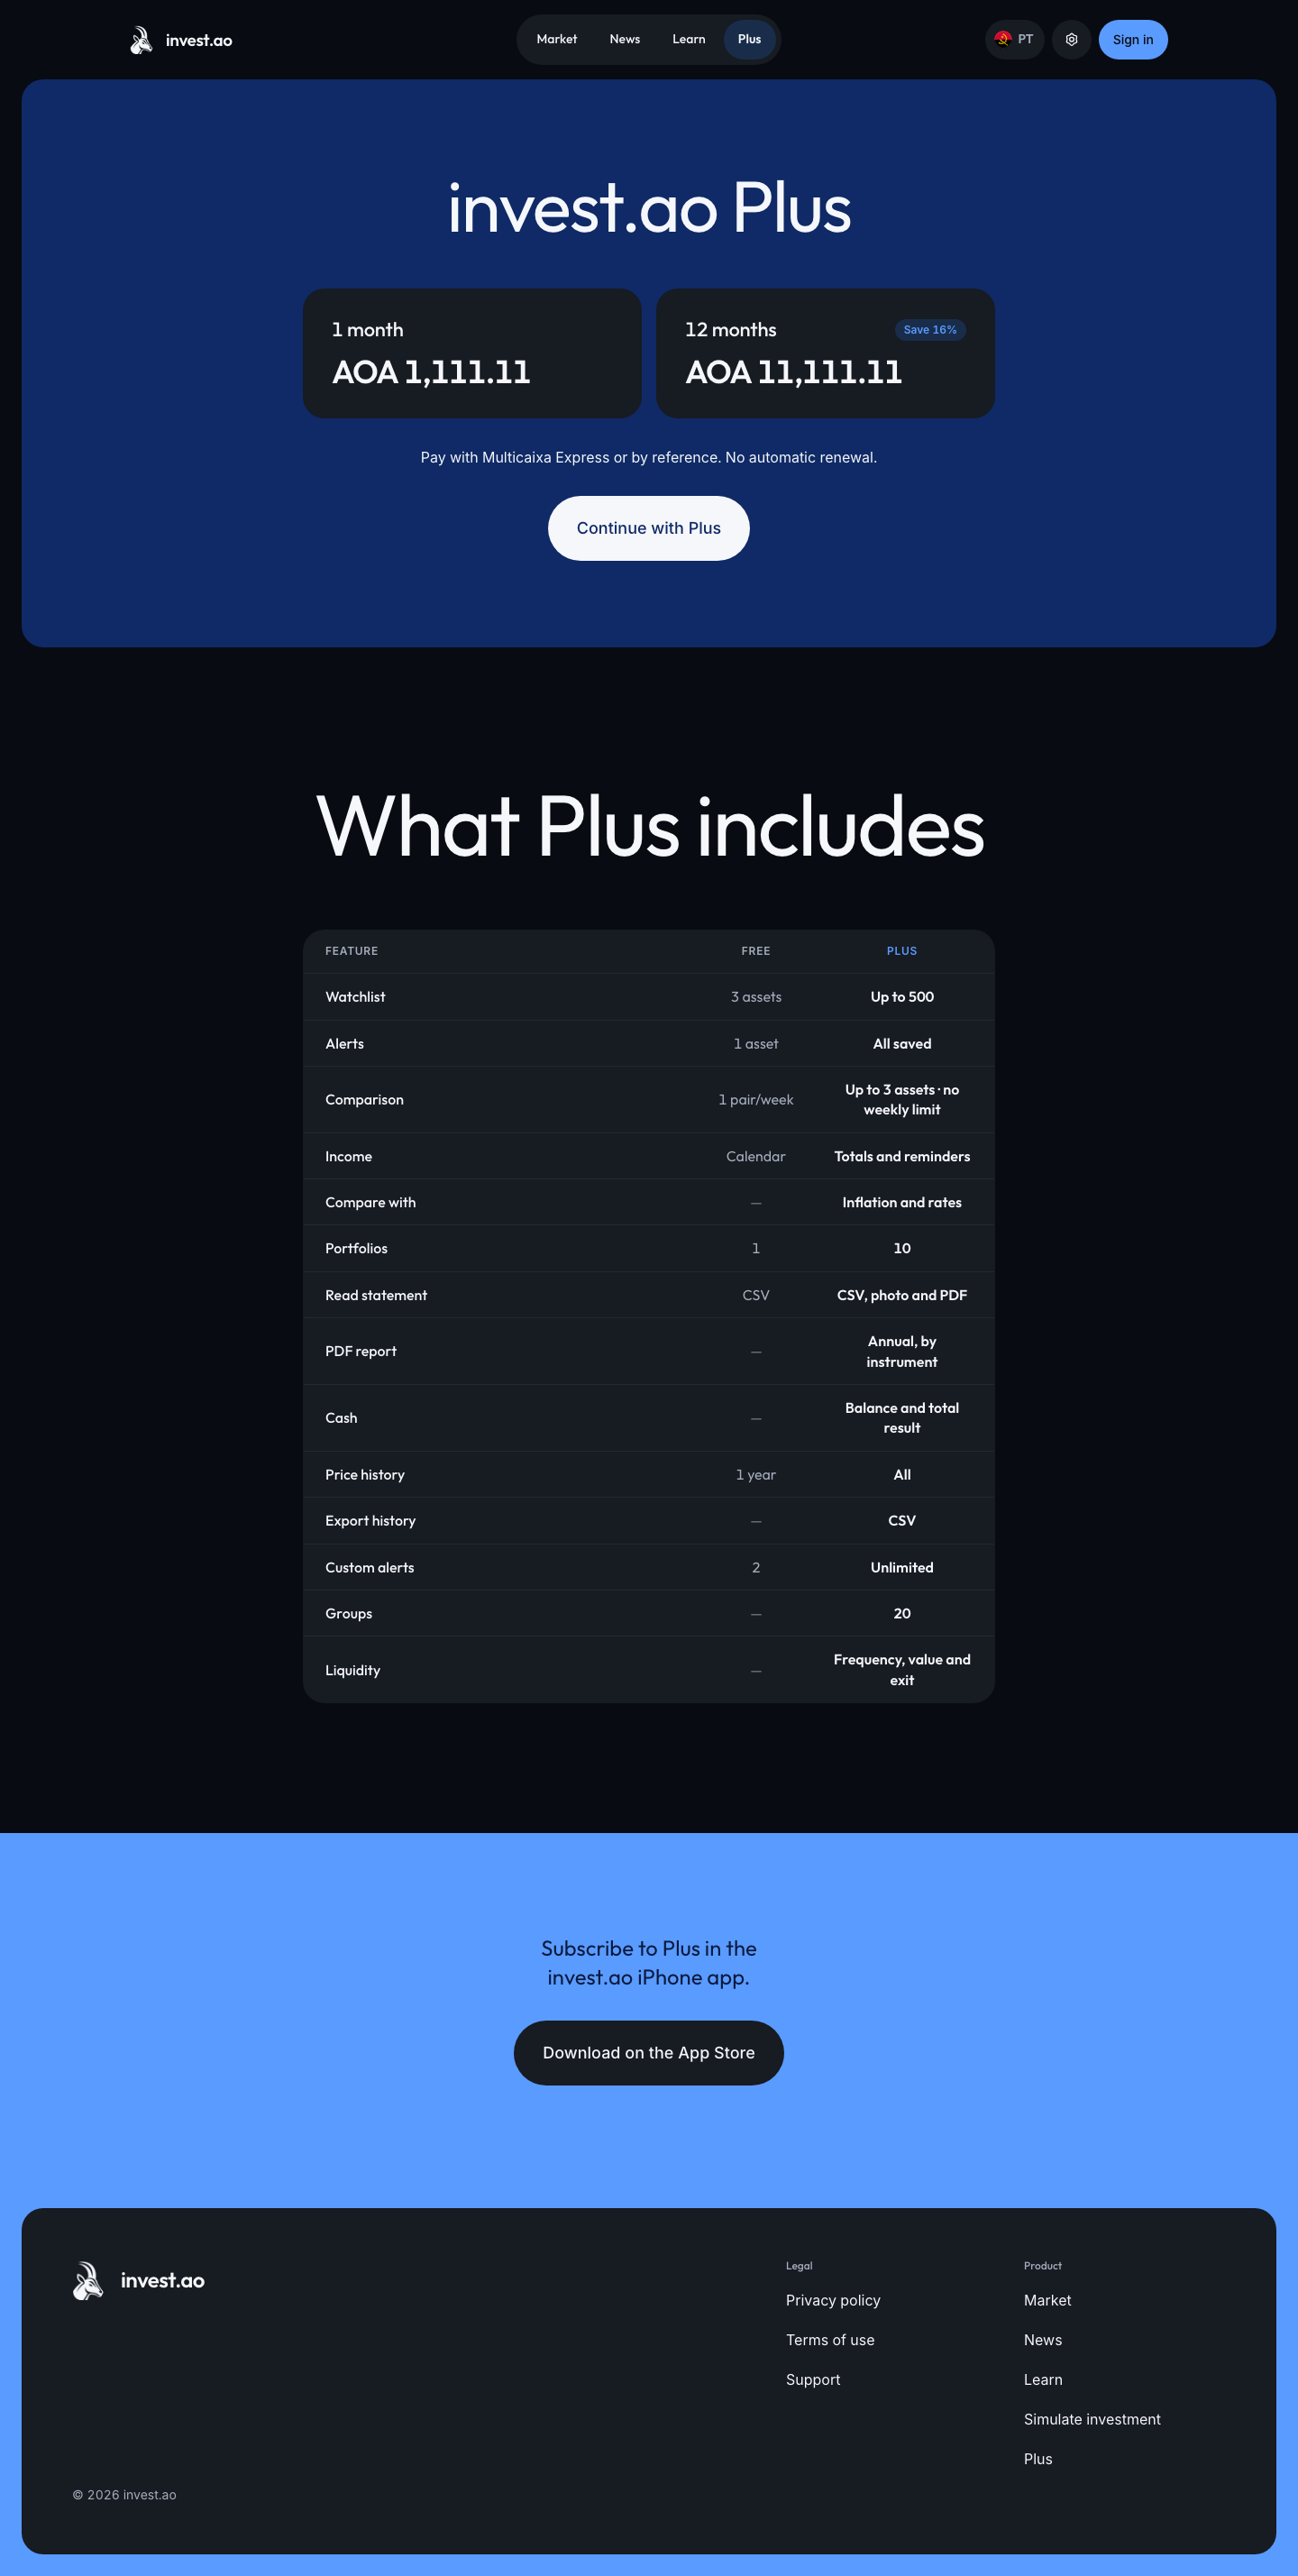 invest.ao
Market
News
Learn
Plus
PT
Sign in
invest.ao Plus
1 month
AOA 1,111.11
12 months
Save 16%
AOA 11,111.11
Pay with Multicaixa Express or by reference. No automatic renewal.
Continue with Plus
What Plus includes
FEATURE FREE PLUS
Watchlist 3 assets Up to 500
Alerts 1 asset All saved
Comparison 1 pair/week Up to 3 assets · no
weekly limit
Income Calendar Totals and reminders
Compare with — Inflation and rates
Portfolios 1 10
Read statement CSV CSV, photo and PDF
PDF report — Annual, by
instrument
Cash — Balance and total
result
Price history 1 year All
Export history — CSV
Custom alerts 2 Unlimited
Groups — 20
Liquidity — Frequency, value and
exit
Subscribe to Plus in the
invest.ao iPhone app.
Download on the App Store
invest.ao
Legal
Privacy policy
Terms of use
Support
Product
Market
News
Learn
Simulate investment
Plus
© 2026 invest.ao